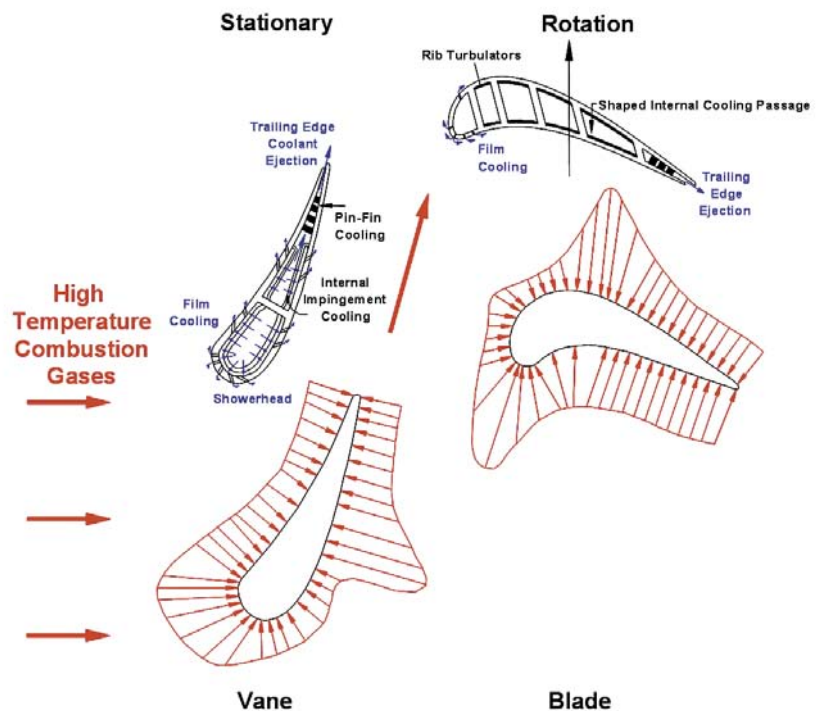 Stationary
Rotation
Rib Turbulators
Shaped Internal Cooling Passage
Film
Cooling
Trailing
Edge
Ejection
Trailing Edge
Coolant
Ejection
Pin-Fin
Cooling
Internal
Impingement
Cooling
Film
Cooling
Showerhead
High
Temperature
Combustion
Gases
Vane
Blade